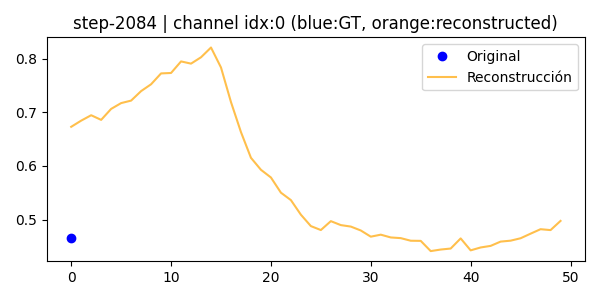 step-2084 | channel idx:0 (blue:GT, orange:reconstructed)
Original
Reconstrucción
0.8
0.7
0.6
0.5
0 10 20 30 40 50